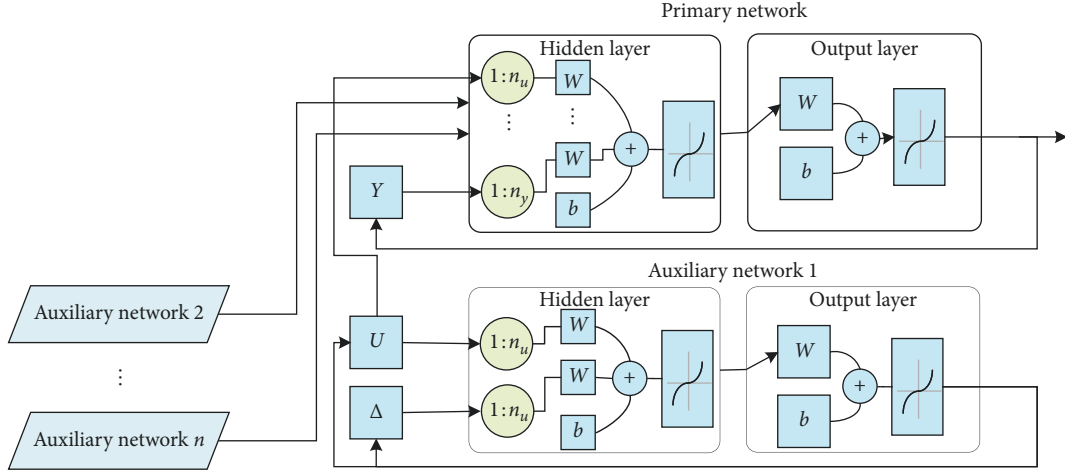 Primary network
Hidden layer
Output layer
1:n_u
W
⋮
⋮
W
1:n_y
W
b
+
W
b
+
Y
Auxiliary network 1
Hidden layer
Output layer
Auxiliary network 2
⋮
Auxiliary network n
U
Δ
1:n_u
1:n_u
W
W
b
+
W
b
+